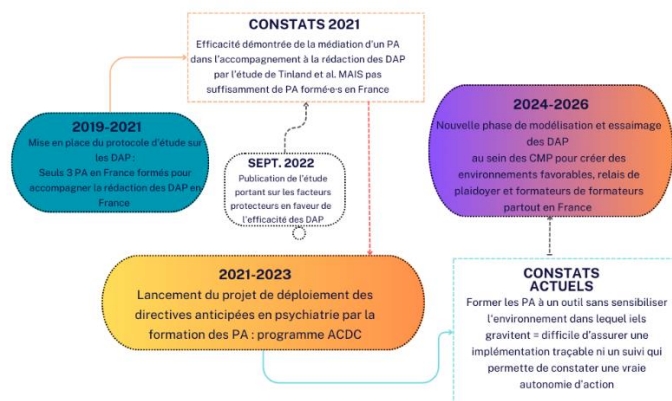 CONSTATS 2021
Efficacité démontrée de la médiation d'un PA
dans l'accompagnement à la rédaction des DAP
par l'étude de Tinland et al. MAIS pas
suffisamment de PA formé·e·s en France
2019-2021
Mise en place du protocole d'étude sur
les DAP :
Seuls 3 PA en France formés pour
accompagner la rédaction des DAP en
France
SEPT. 2022
Publication de l'étude
portant sur les facteurs
protecteurs en faveur de
l'efficacité des DAP
2024-2026
Nouvelle phase de modélisation et essaimage
des DAP
au sein des CMP pour créer des
environnements favorables, relais de
plaidoyer et formateurs de formateurs
partout en France
2021-2023
Lancement du projet de déploiement des
directives anticipées en psychiatrie par la
formation des PA : programme ACDC
CONSTATS
ACTUELS
Former les PA à un outil sans sensibiliser
l'environnement dans lequel iels
gravitent = difficile d'assurer une
implémentation traçable ni un suivi qui
permette de constater une vraie
autonomie d'action